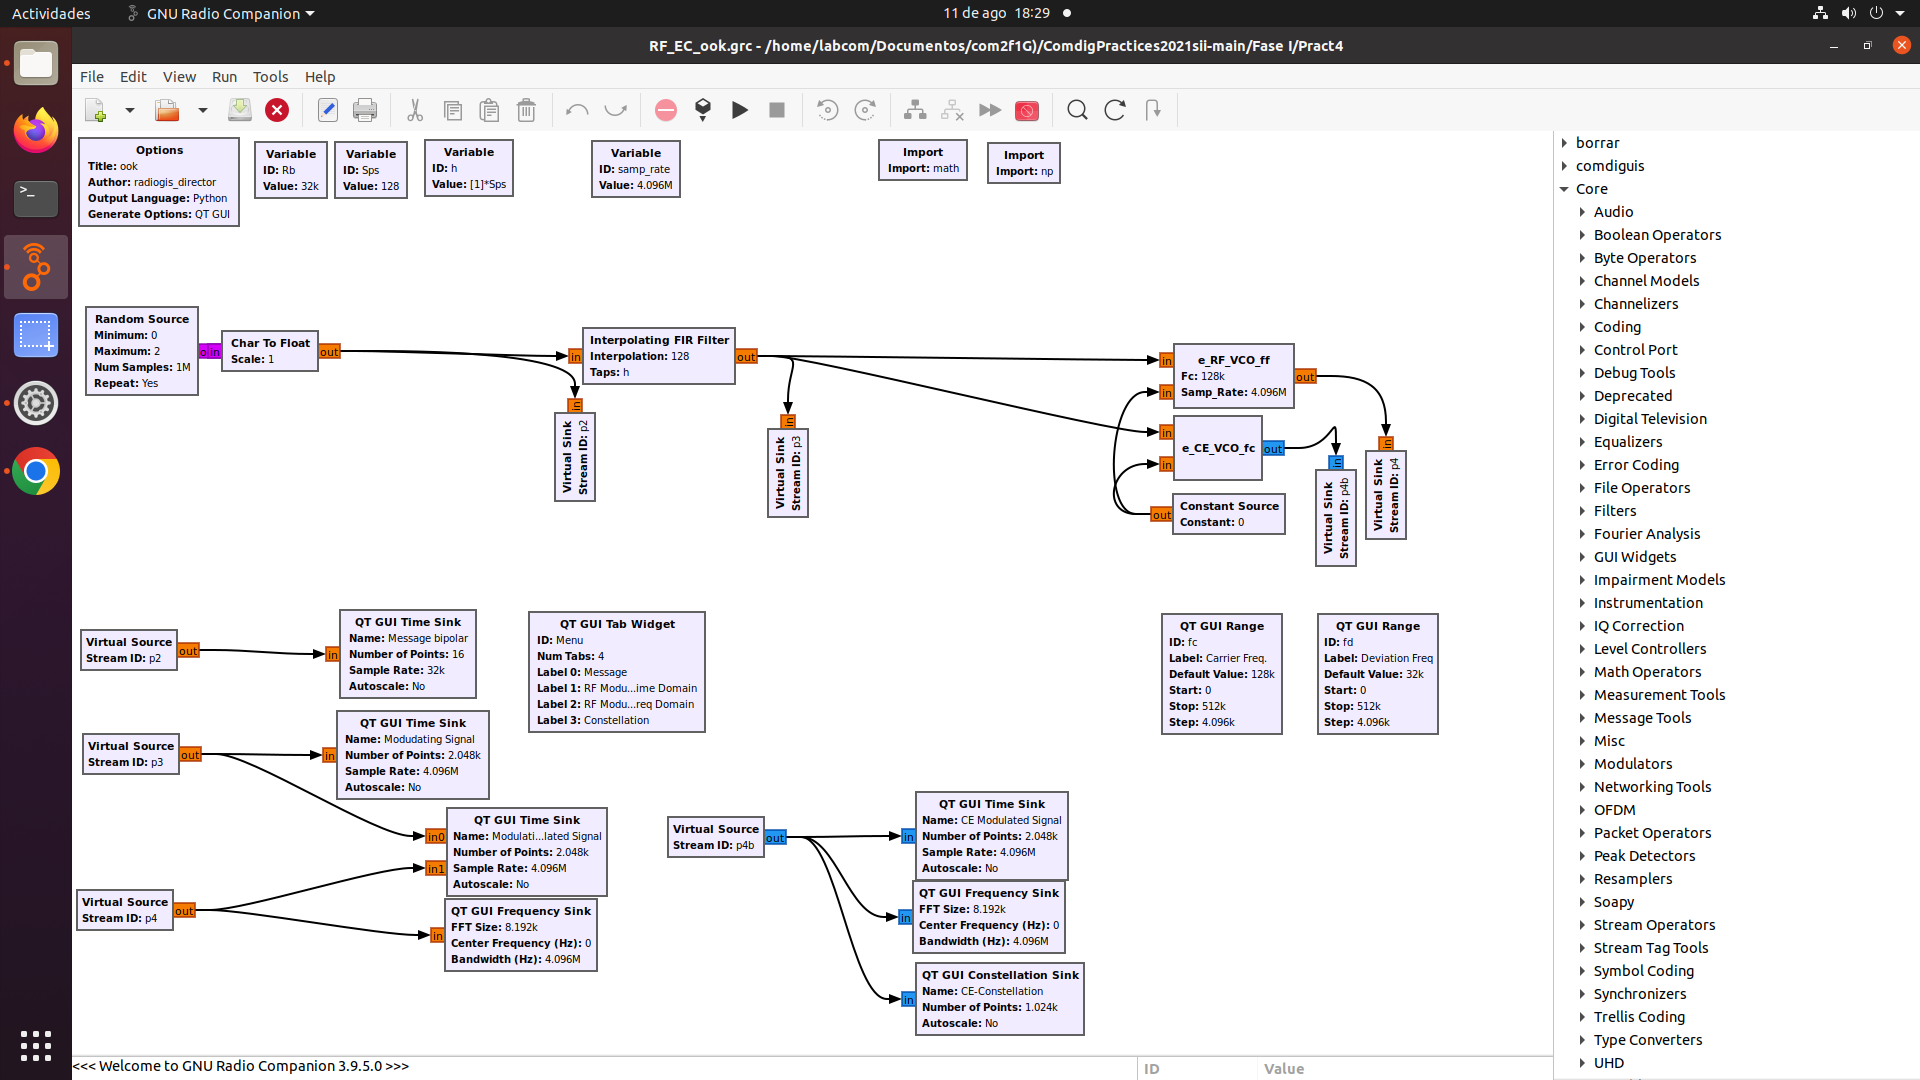 Actividades
GNU Radio Companion
11 de ago 18:29
RF_EC_ook.grc - /home/labcom/Documentos/com2f1G)/ComdigPractices2021sii-main/Fase I/Pract4
File Edit View Run Tools Help
Options
Title: ook
Author: radiogis_director
Output Language: Python
Generate Options: QT GUI
Variable
ID: Rb
Value: 32k
Variable
ID: Sps
Value: 128
Variable
ID: h
Value: [1]*Sps
Variable
ID: samp_rate
Value: 4.096M
Import
Import: math
Import
Import: np
Random Source
Minimum: 0
Maximum: 2
Num Samples: 1M
Repeat: Yes
o
in
Char To Float
Scale: 1
out
in
Interpolating FIR Filter
Interpolation: 128
Taps: h
out
in
Virtual Sink
Stream ID: p2
in
Virtual Sink
Stream ID: p3
in
in
e_RF_VCO_ff
Fc: 128k
Samp_Rate: 4.096M
out
in
in
e_CE_VCO_fc
out
out
Constant Source
Constant: 0
in
Virtual Sink
Stream ID: p4b
in
Virtual Sink
Stream ID: p4
Virtual Source
Stream ID: p2
out
in
QT GUI Time Sink
Name: Message bipolar
Number of Points: 16
Sample Rate: 32k
Autoscale: No
QT GUI Tab Widget
ID: Menu
Num Tabs: 4
Label 0: Message
Label 1: RF Modu...ime Domain
Label 2: RF Modu...req Domain
Label 3: Constellation
QT GUI Range
ID: fc
Label: Carrier Freq.
Default Value: 128k
Start: 0
Stop: 512k
Step: 4.096k
QT GUI Range
ID: fd
Label: Deviation Freq
Default Value: 32k
Start: 0
Stop: 512k
Step: 4.096k
Virtual Source
Stream ID: p3
out
in
QT GUI Time Sink
Name: Modudating Signal
Number of Points: 2.048k
Sample Rate: 4.096M
Autoscale: No
in0
in1
QT GUI Time Sink
Name: Modulati...lated Signal
Number of Points: 2.048k
Sample Rate: 4.096M
Autoscale: No
Virtual Source
Stream ID: p4
out
in
QT GUI Frequency Sink
FFT Size: 8.192k
Center Frequency (Hz): 0
Bandwidth (Hz): 4.096M
Virtual Source
Stream ID: p4b
out
in
QT GUI Time Sink
Name: CE Modulated Signal
Number of Points: 2.048k
Sample Rate: 4.096M
Autoscale: No
in
QT GUI Frequency Sink
FFT Size: 8.192k
Center Frequency (Hz): 0
Bandwidth (Hz): 4.096M
in
QT GUI Constellation Sink
Name: CE-Constellation
Number of Points: 1.024k
Autoscale: No
borrar
comdiguis
Core
Audio
Boolean Operators
Byte Operators
Channel Models
Channelizers
Coding
Control Port
Debug Tools
Deprecated
Digital Television
Equalizers
Error Coding
File Operators
Filters
Fourier Analysis
GUI Widgets
Impairment Models
Instrumentation
IQ Correction
Level Controllers
Math Operators
Measurement Tools
Message Tools
Misc
Modulators
Networking Tools
OFDM
Packet Operators
Peak Detectors
Resamplers
Soapy
Stream Operators
Stream Tag Tools
Symbol Coding
Synchronizers
Trellis Coding
Type Converters
UHD
<<< Welcome to GNU Radio Companion 3.9.5.0 >>>
ID Value